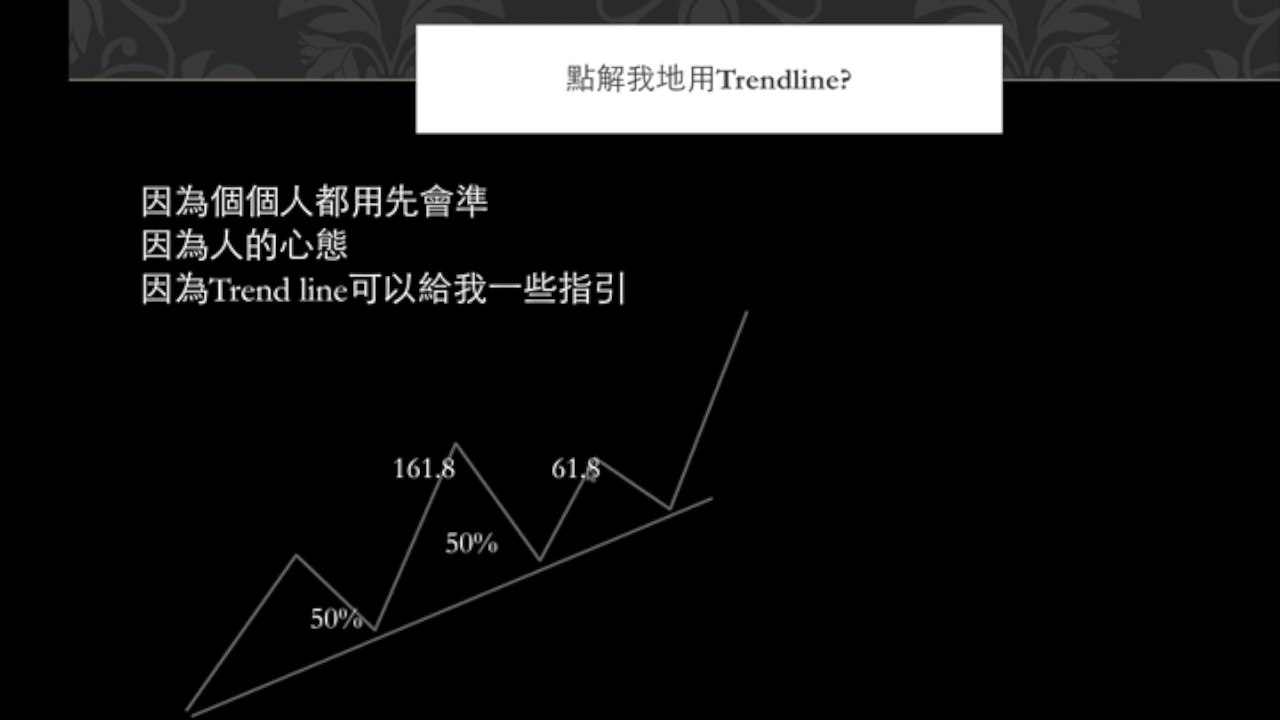 點解我地用Trendline?
因為個個人都用先會準
因為人的心態
因為Trend line可以給我一些指引
161.8
61.8
50%
50%